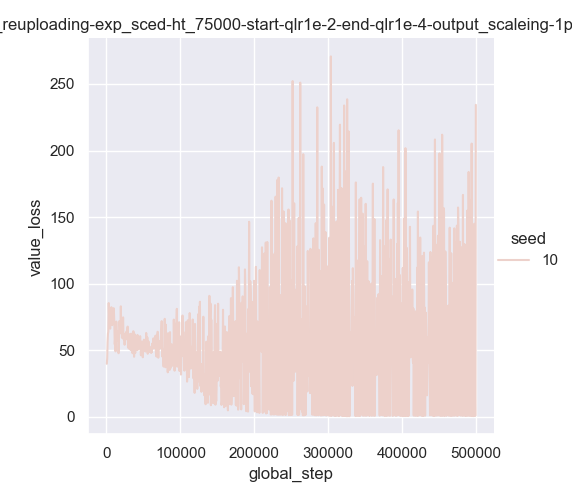 _reuploading-exp_sced-ht_75000-start-qlr1e-2-end-qlr1e-4-output_scaleing-1p
250
200
150
100
50
0
value_loss
0 100000 200000 300000 400000 500000
global_step
seed
10